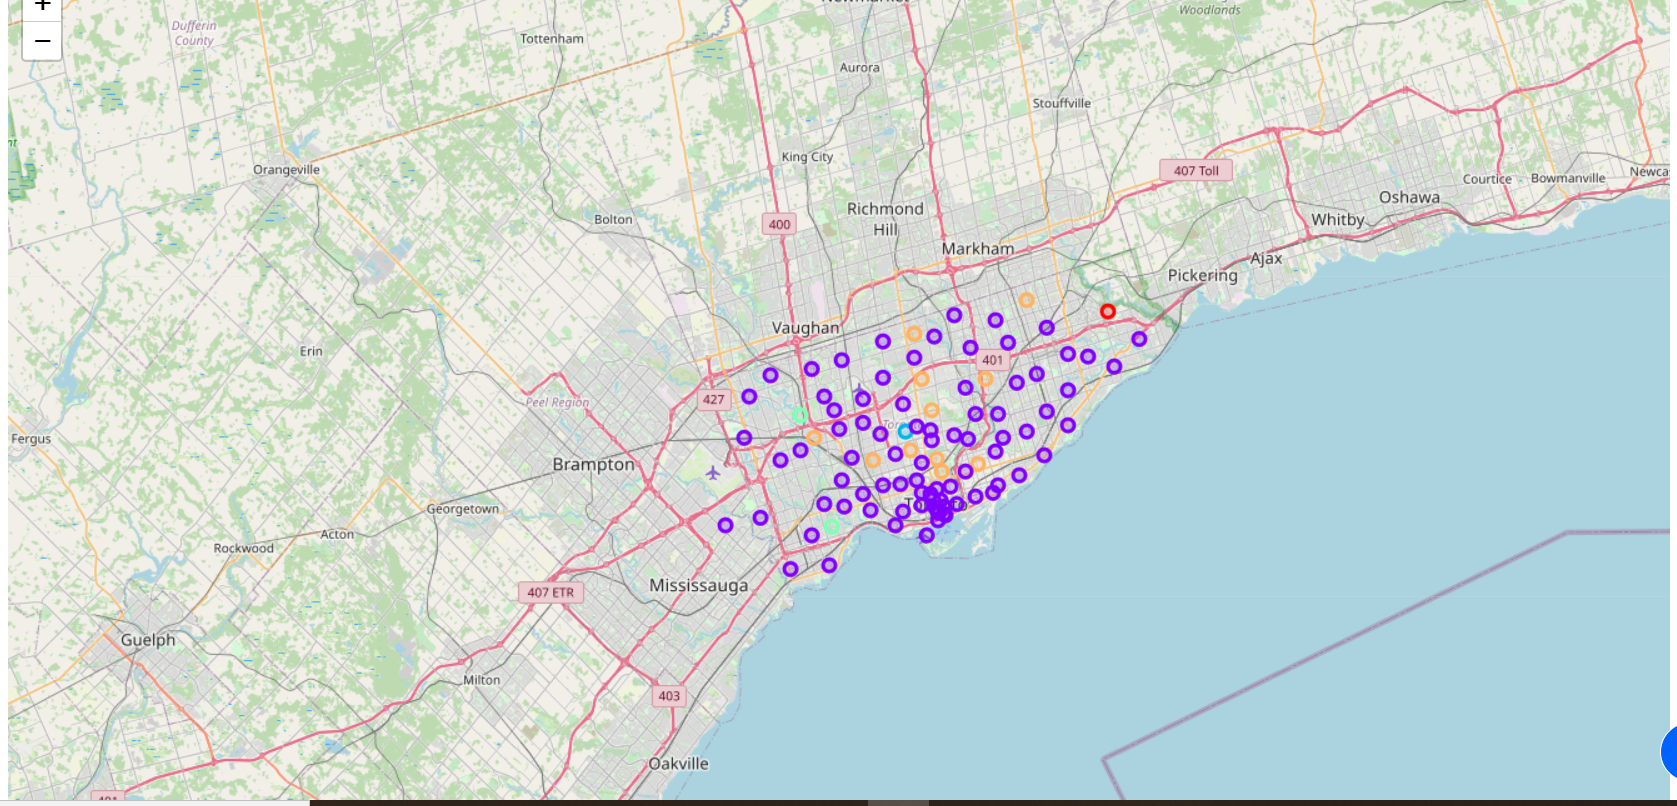 +
−
Dufferin
County
Tottenham
Newmarket
Woodlands
Aurora
Stouffville
King City
Orangeville
407 Toll
Courtice
Bowmanville
Oshawa
Bolton
400
Richmond
Hill
Whitby
Markham
Ajax
Pickering
Vaughan
Erin
401
Peel Region
427
Fergus
Brampton
Georgetown
Acton
Rockwood
Mississauga
407 ETR
Guelph
Milton
403
Oakville
401